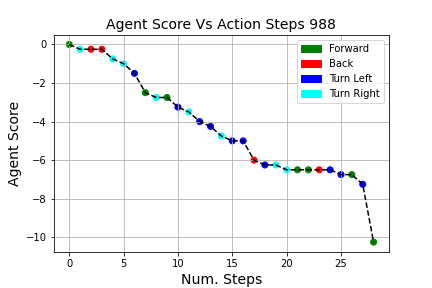 Agent Score Vs Action Steps 988
Forward
Back
Turn Left
Turn Right
Agent Score
0
−2
−4
−6
−8
−10
0 5 10 15 20 25
Num. Steps